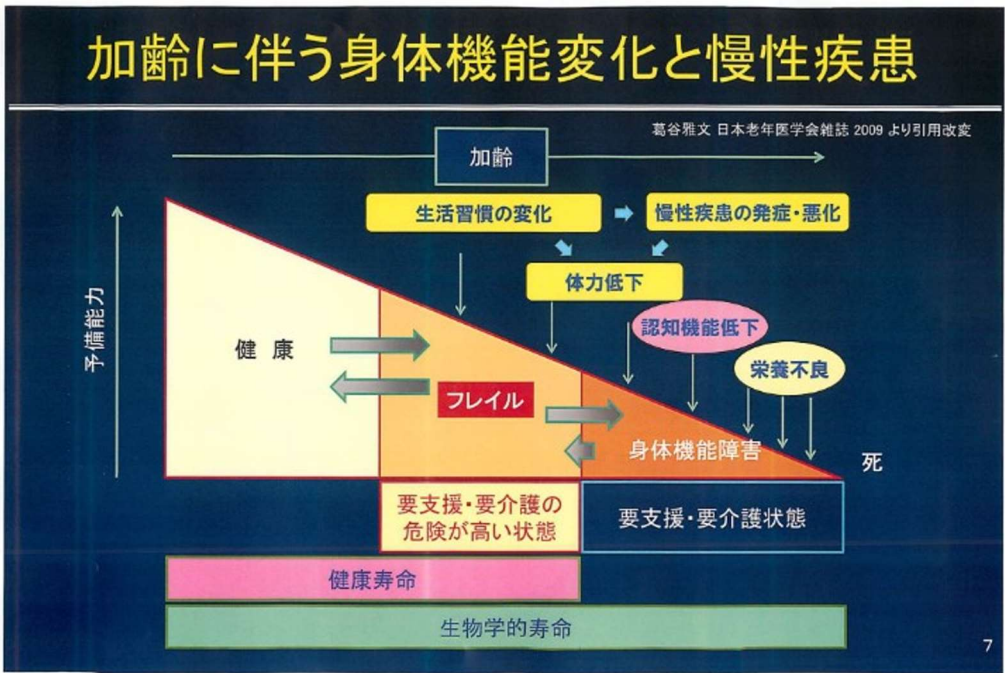 加齢に伴う身体機能変化と慢性疾患
葛谷雅文 日本老年医学会雑誌 2009 より引用改変
加齢
生活習慣の変化
慢性疾患の発症・悪化
体力低下
認知機能低下
栄養不良
予備能力
健 康
フレイル
身体機能障害
死
要支援・要介護の
危険が高い状態
要支援・要介護状態
健康寿命
生物学的寿命
7